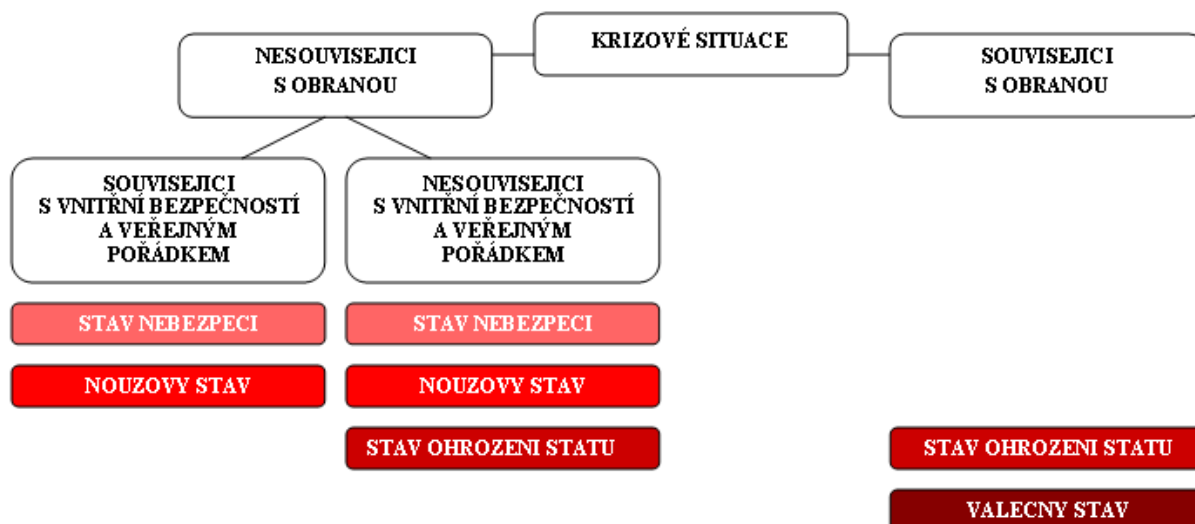 KRIZOVÉ SITUACE
NESOUVISEJICI
S OBRANOU
SOUVISEJICI
S OBRANOU
SOUVISEJICI
S VNITŘNÍ BEZPEČNOSTÍ
A VEŘEJNÝM
POŘÁDKEM
NESOUVISEJICI
S VNITŘNÍ BEZPEČNOSTÍ
A VEŘEJNÝM
POŘÁDKEM
STAV NEBEZPECI
STAV NEBEZPECI
NOUZOVY STAV
NOUZOVY STAV
STAV OHROZENI STATU
STAV OHROZENI STATU
VALECNY STAV